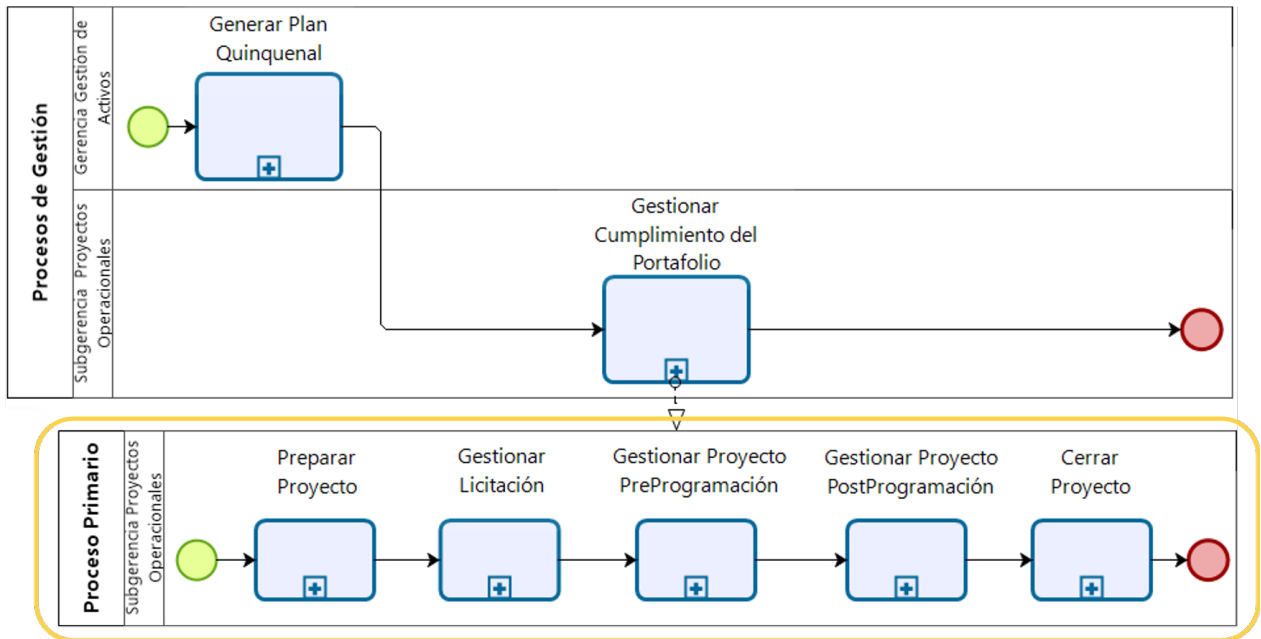 Procesos de Gestión
Gerencia Gestión de
Activos
Generar Plan
Quinquenal
Subgerencia Proyectos
Operacionales
Gestionar
Cumplimiento del
Portafolio
Proceso Primario
Subgerencia Proyectos
Operacionales
Preparar
Proyecto
Gestionar
Licitación
Gestionar Proyecto
PreProgramación
Gestionar Proyecto
PostProgramación
Cerrar
Proyecto